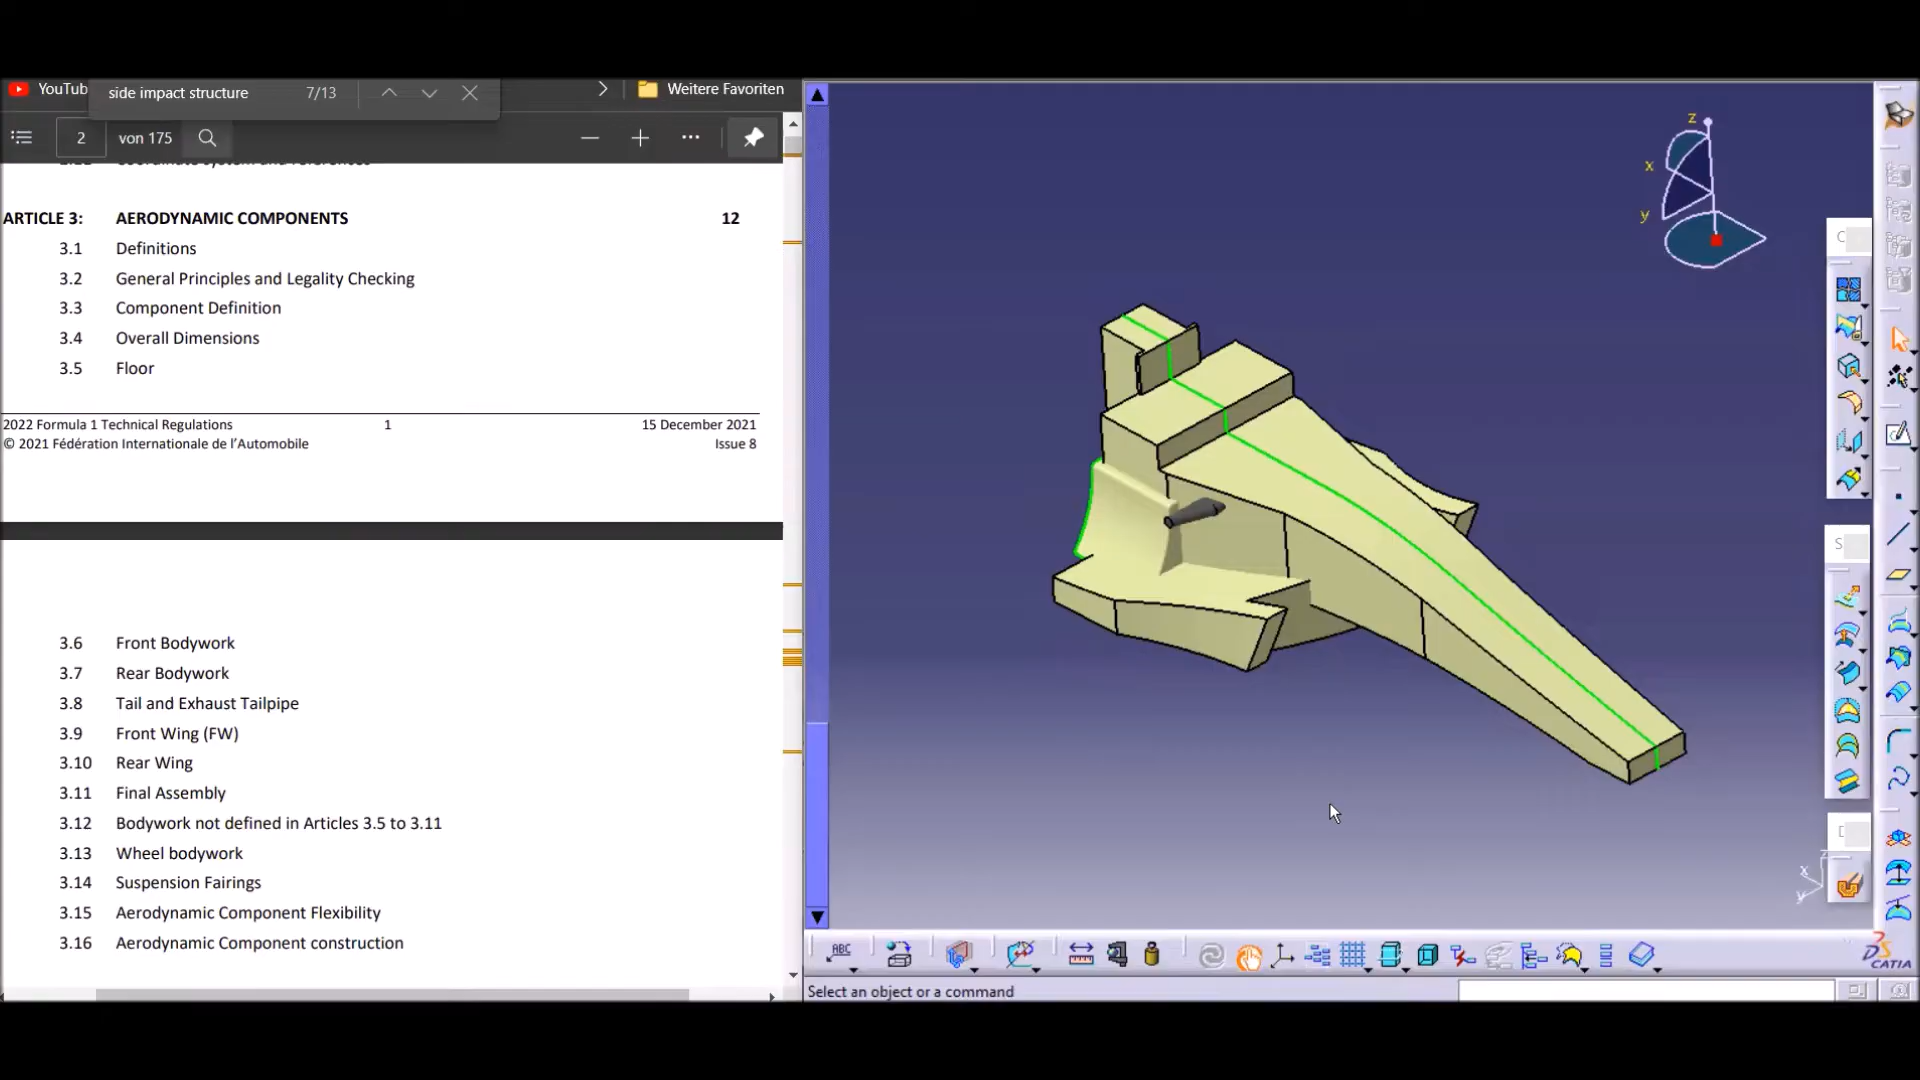 YouTub
side impact structure 7/13
Weitere Favoriten
2 von 175
ARTICLE 3: AERODYNAMIC COMPONENTS 12
3.1 Definitions
3.2 General Principles and Legality Checking
3.3 Component Definition
3.4 Overall Dimensions
3.5 Floor
2022 Formula 1 Technical Regulations 1 15 December 2021
© 2021 Fédération Internationale de l'Automobile Issue 8
3.6 Front Bodywork
3.7 Rear Bodywork
3.8 Tail and Exhaust Tailpipe
3.9 Front Wing (FW)
3.10 Rear Wing
3.11 Final Assembly
3.12 Bodywork not defined in Articles 3.5 to 3.11
3.13 Wheel bodywork
3.14 Suspension Fairings
3.15 Aerodynamic Component Flexibility
3.16 Aerodynamic Component construction
z
x
y
C
S
D
z
x
y
ABC
CATIA
Select an object or a command